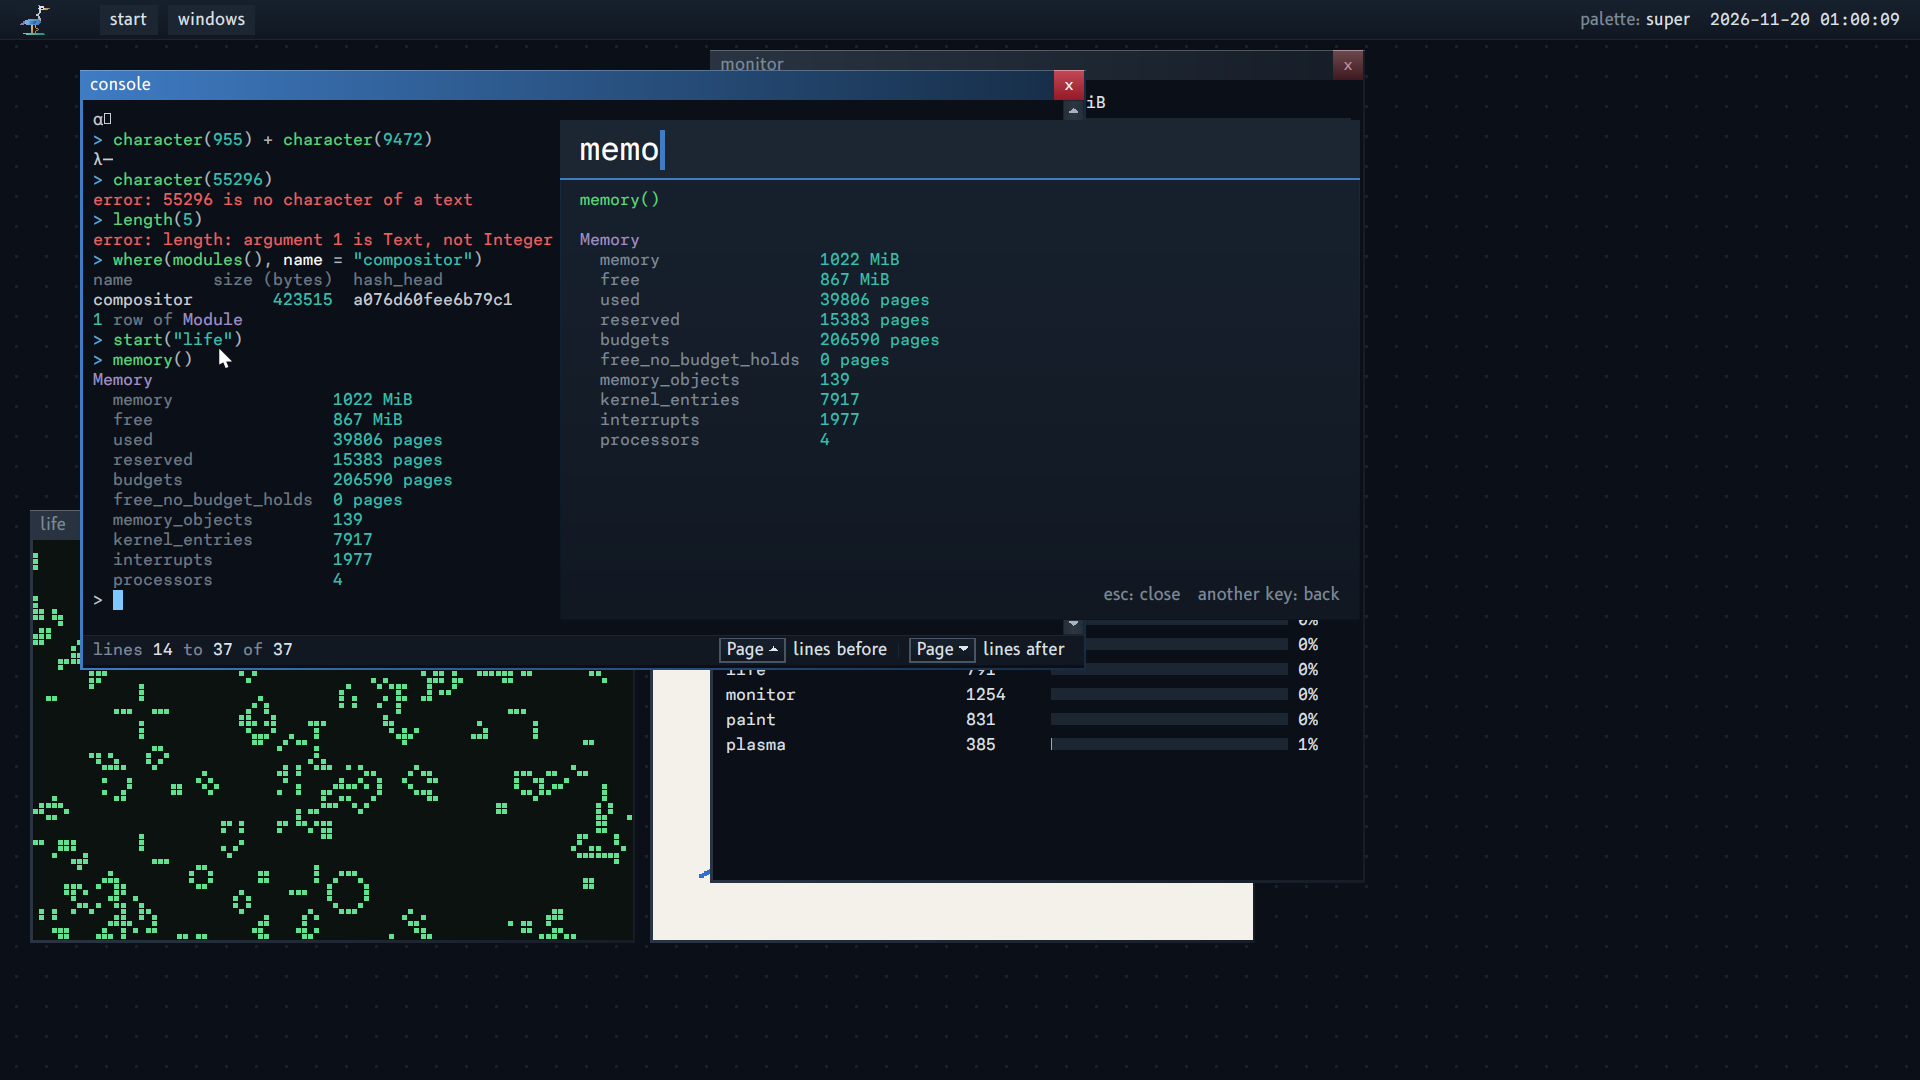 start windows palette: super 2026-11-20 01:00:09
monitor x
console x
iB
α▯
> character(955) + character(9472)
λ─
> character(55296)
error: 55296 is no character of a text
> length(5)
error: length: argument 1 is Text, not Integer
> where(modules(), name = "compositor")
name size (bytes) hash_head
compositor 423515 a076d60fee6b79c1
1 row of Module
> start("life")
> memory()
Memory
memory 1022 MiB
free 867 MiB
used 39806 pages
reserved 15383 pages
budgets 206590 pages
free_no_budget_holds 0 pages
memory_objects 139
kernel_entries 7917
interrupts 1977
processors 4
>
lines 14 to 37 of 37 Page lines before Page lines after
memo
memory()
Memory
memory 1022 MiB
free 867 MiB
used 39806 pages
reserved 15383 pages
budgets 206590 pages
free_no_budget_holds 0 pages
memory_objects 139
kernel_entries 7917
interrupts 1977
processors 4
esc: close another key: back
life
0%
0%
life 791 0%
monitor 1254 0%
paint 831 0%
plasma 385 1%